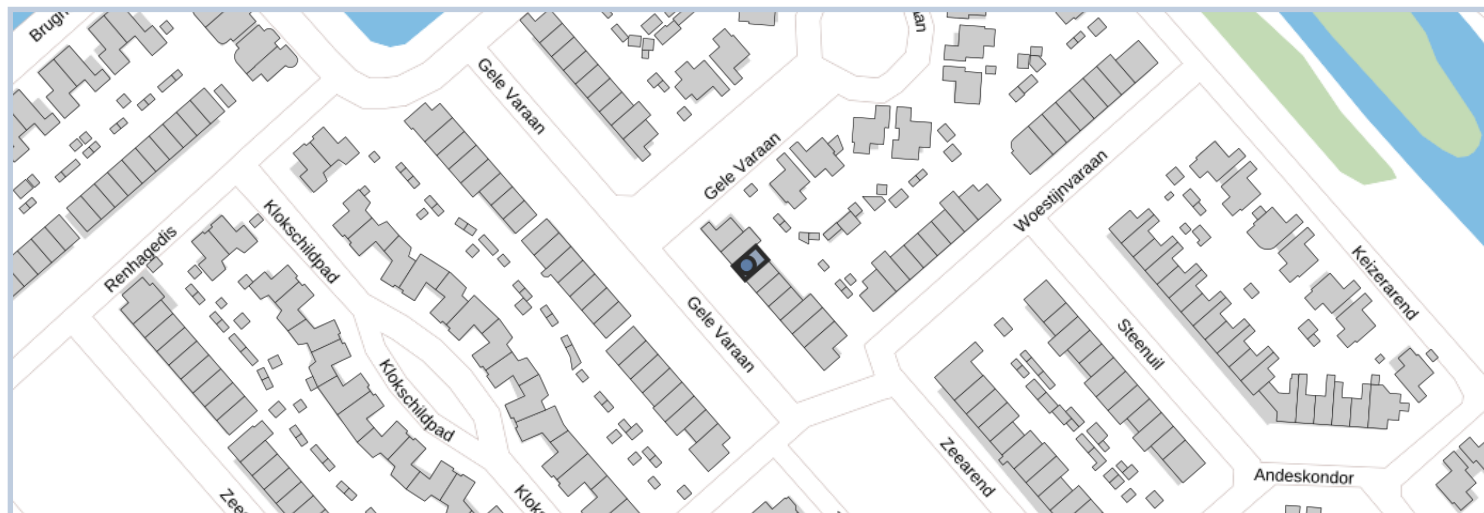 Gele Varaan
Gele Varaan
Woestijnvaraan
Klokschildpad
Renhagedis
Keizerarend
Gele Varaan
Steenuil
Klokschildpad
Zeearend
Andeskondor